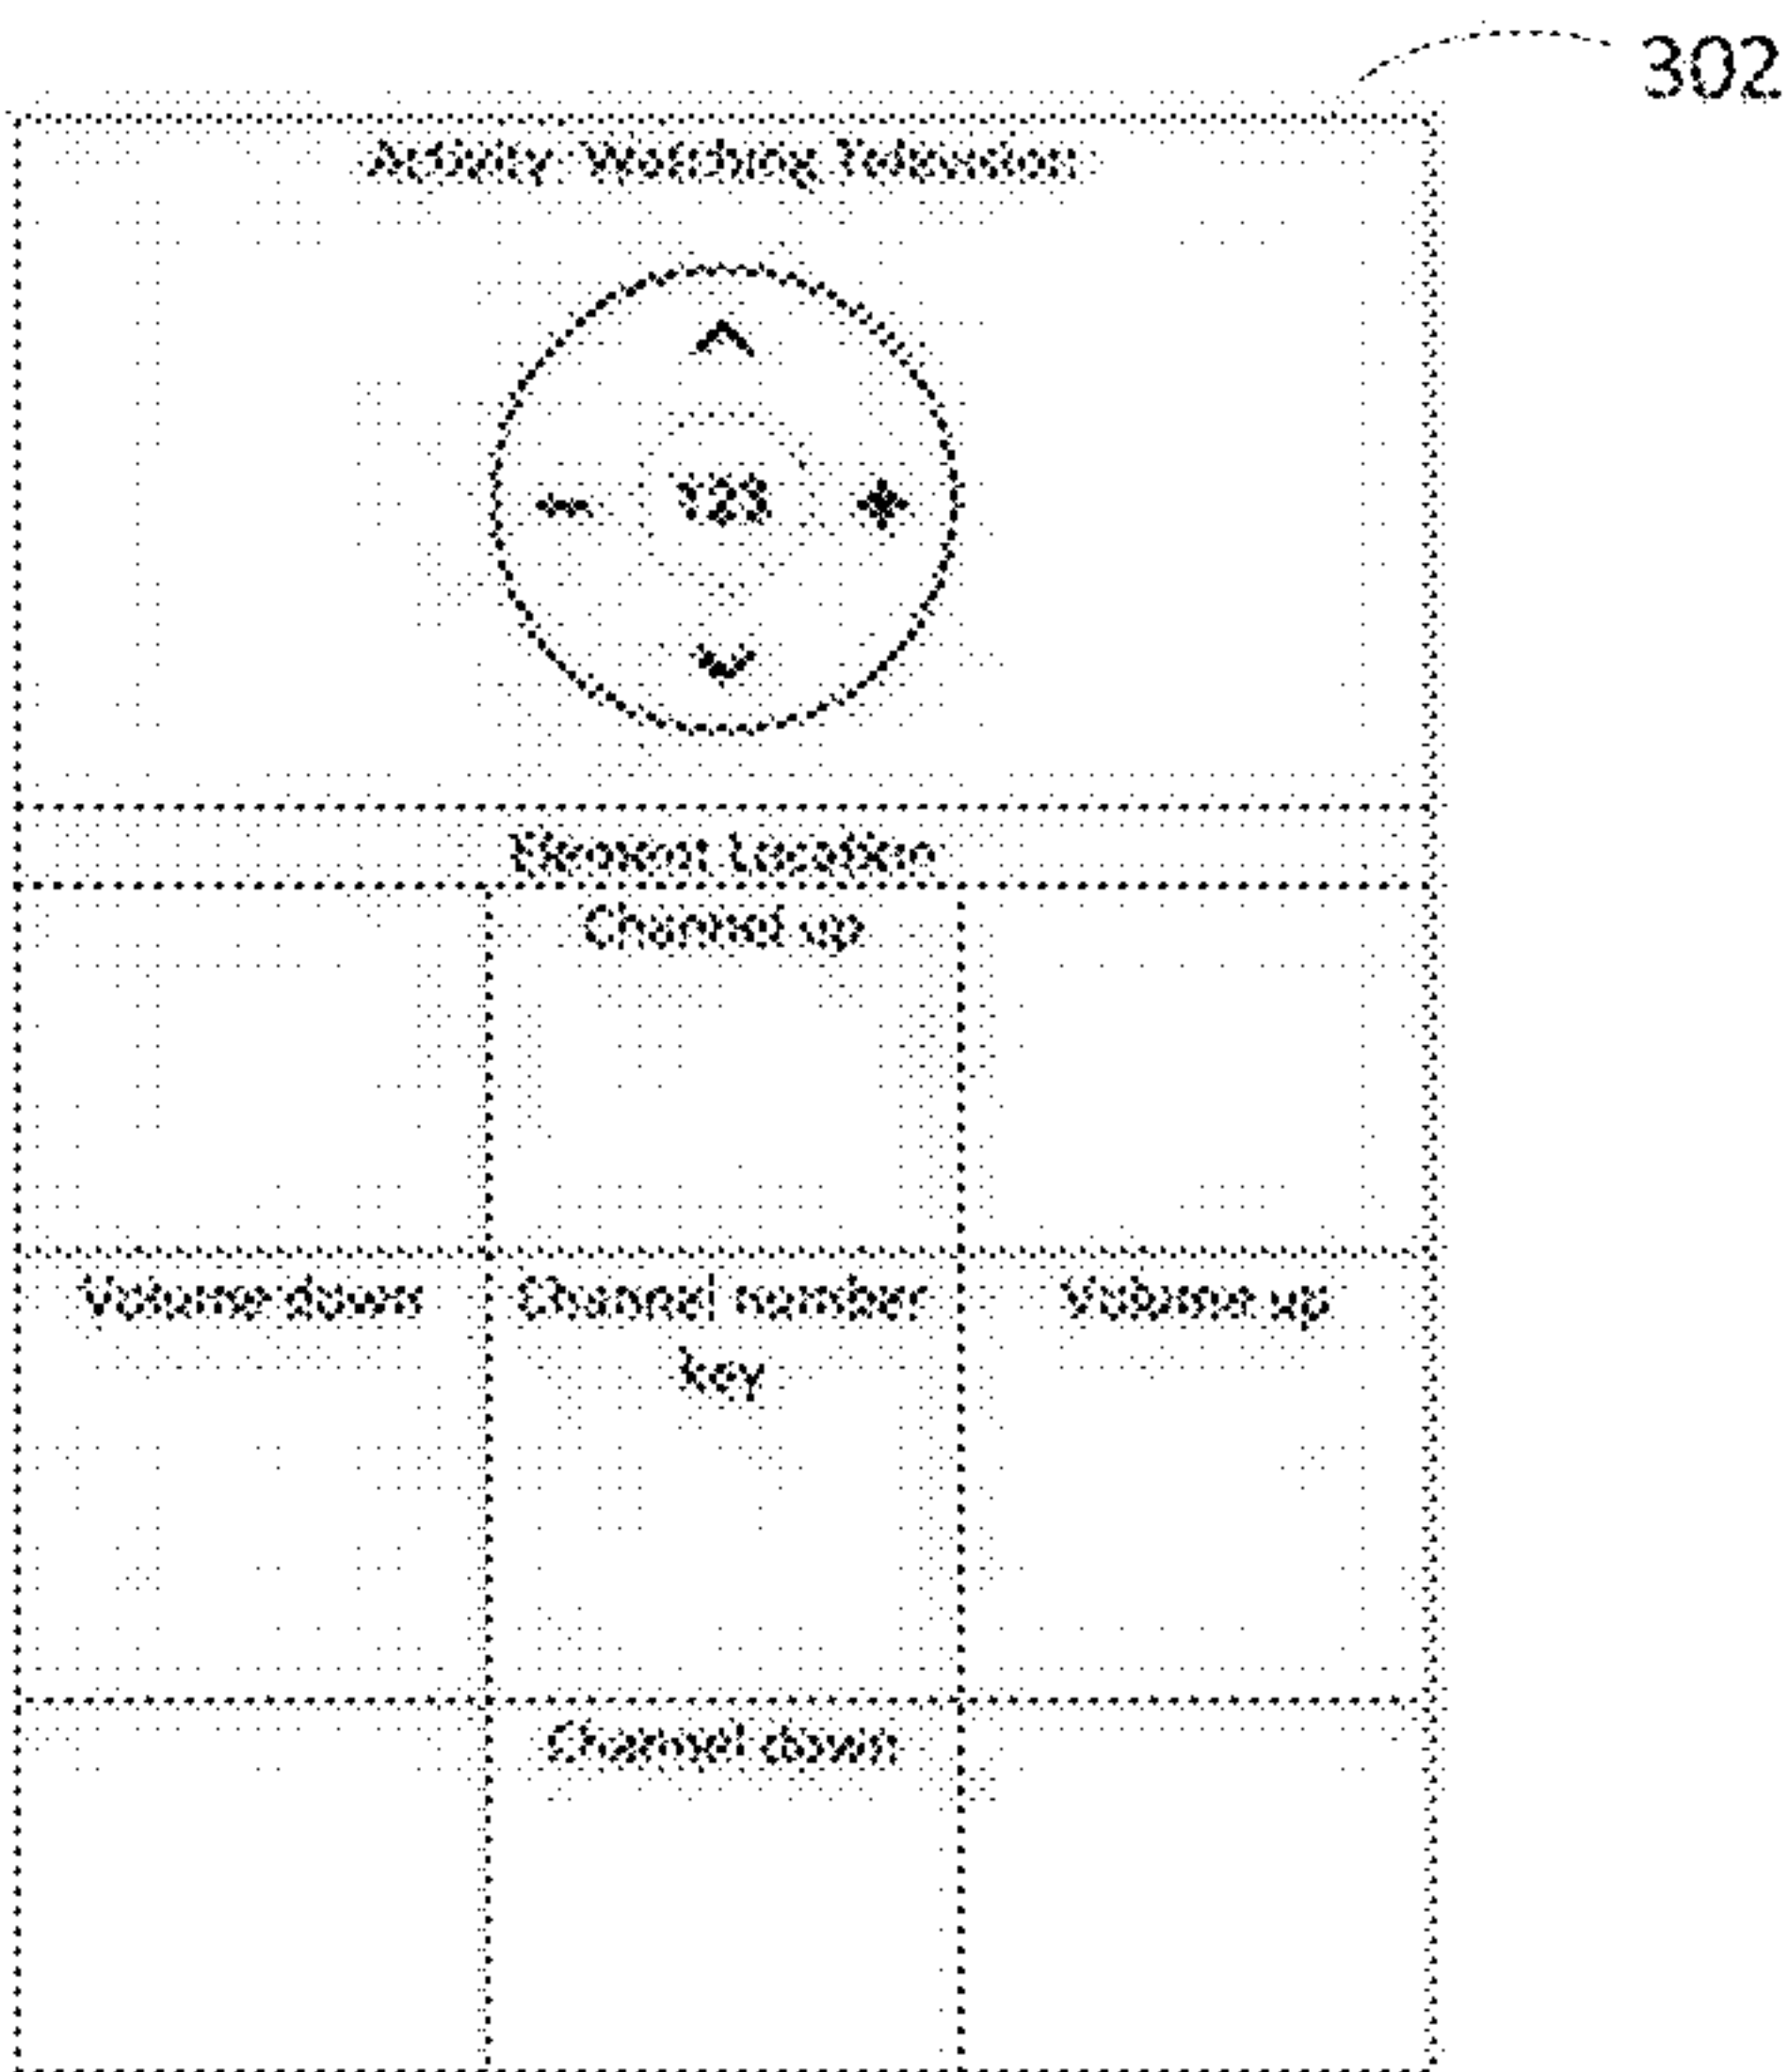 302
Activity Watching Television
123
− +
Element Location
Channel up
Volume down Channel number key Volume up
Channel down